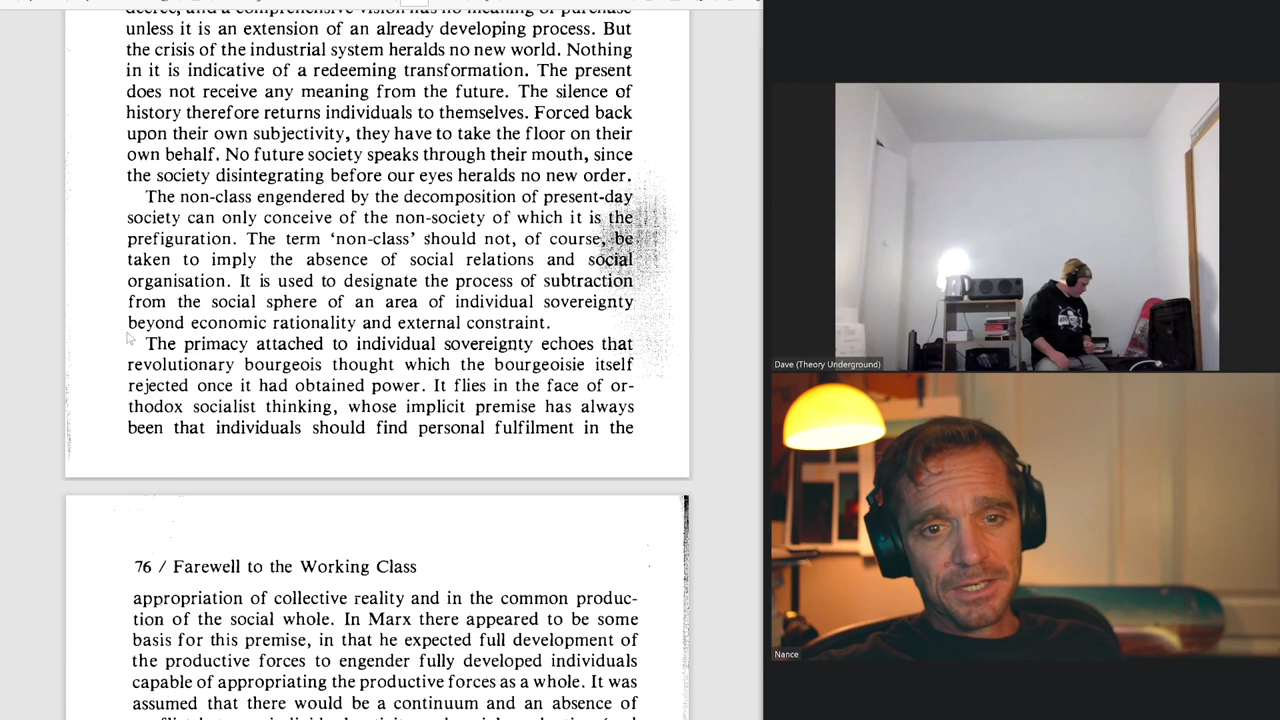 decree, and a comprehensive vision has no meaning or purchase
unless it is an extension of an already developing process. But
the crisis of the industrial system heralds no new world. Nothing
in it is indicative of a redeeming transformation. The present
does not receive any meaning from the future. The silence of
history therefore returns individuals to themselves. Forced back
upon their own subjectivity, they have to take the floor on their
own behalf. No future society speaks through their mouth, since
the society disintegrating before our eyes heralds no new order.
The non-class engendered by the decomposition of present-day
society can only conceive of the non-society of which it is the
prefiguration. The term ‘non-class’ should not, of course, be
taken to imply the absence of social relations and social
organisation. It is used to designate the process of subtraction
from the social sphere of an area of individual sovereignty
beyond economic rationality and external constraint.
The primacy attached to individual sovereignty echoes that
revolutionary bourgeois thought which the bourgeoisie itself
rejected once it had obtained power. It flies in the face of or-
thodox socialist thinking, whose implicit premise has always
been that individuals should find personal fulfilment in the
76 / Farewell to the Working Class
appropriation of collective reality and in the common produc-
tion of the social whole. In Marx there appeared to be some
basis for this premise, in that he expected full development of
the productive forces to engender fully developed individuals
capable of appropriating the productive forces as a whole. It was
assumed that there would be a continuum and an absence of
Dave (Theory Underground)
Nance